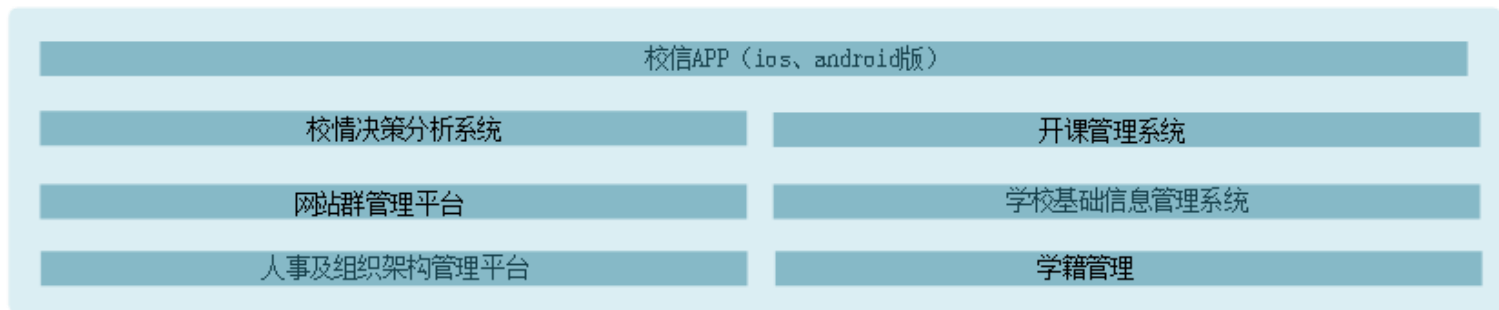 校信APP（ios、android版）
校情决策分析系统
开课管理系统
网站群管理平台
学校基础信息管理系统
人事及组织架构管理平台
学籍管理